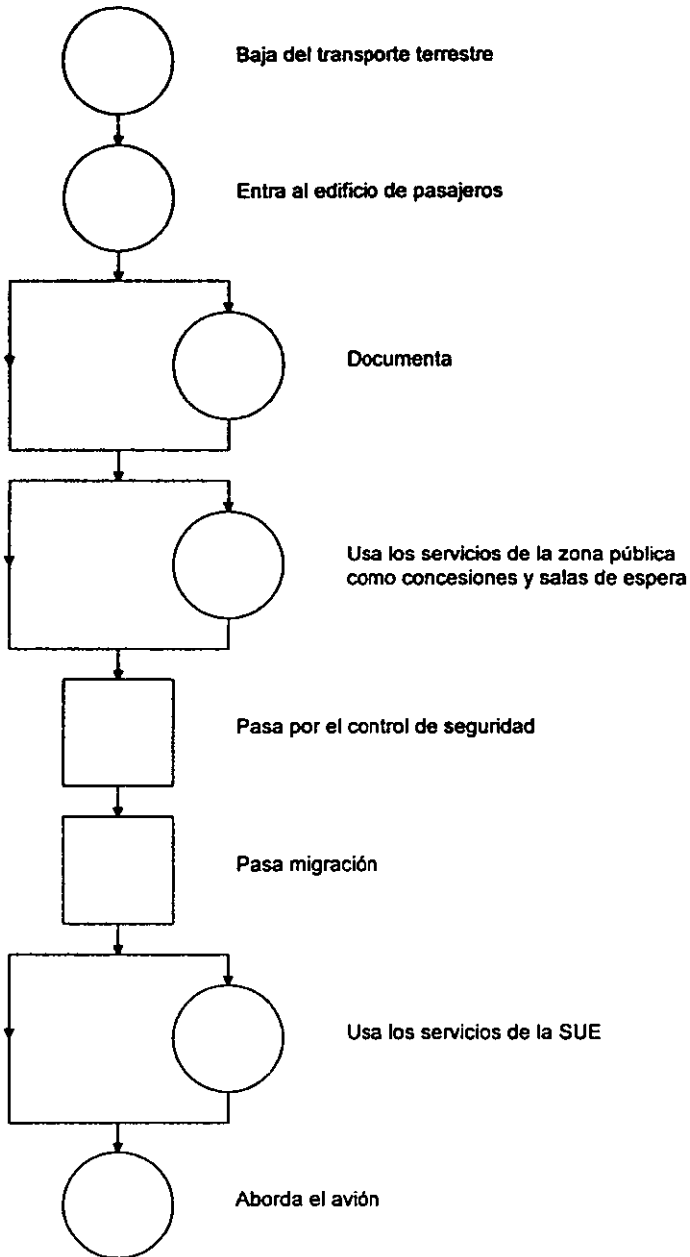 Baja del transporte terrestre
Entra al edificio de pasajeros
Documenta
Usa los servicios de la zona pública
como concesiones y salas de espera
Pasa por el control de seguridad
Pasa migración
Usa los servicios de la SUE
Aborda el avión